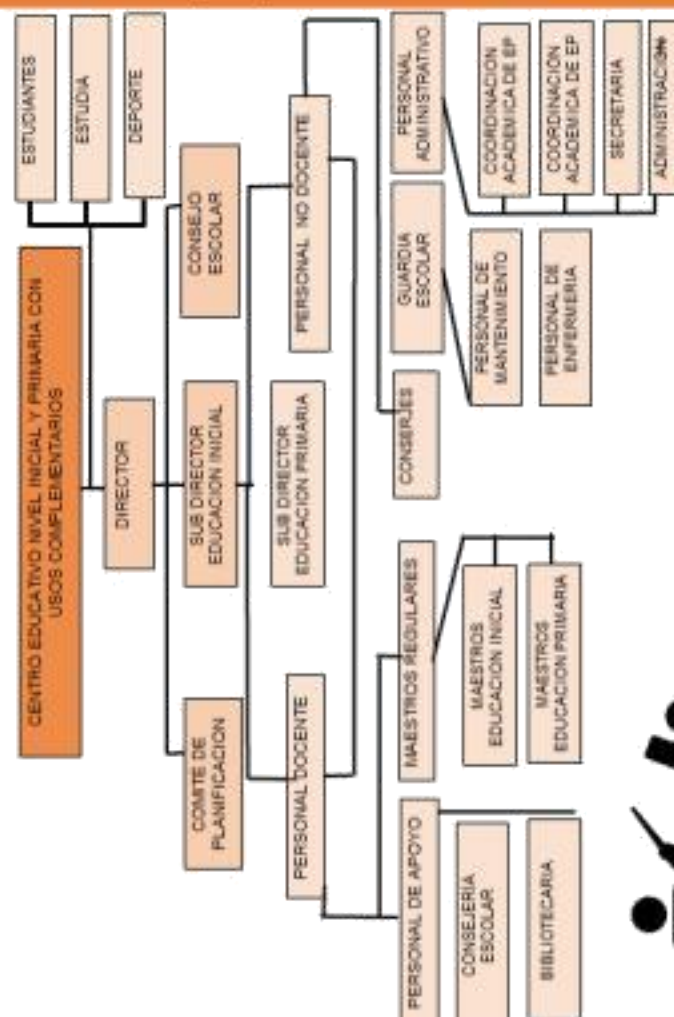 CENTRO EDUCATIVO NIVEL INICIAL Y PRIMARIA CON
USOS COMPLEMENTARIOS
ESTUDIANTES
ESTUDIA
DEPORTE
DIRECTOR
COMITE DE
PLANIFICACION
SUB DIRECTOR
EDUCACION INICIAL
CONSEJO
ESCOLAR
PERSONAL DOCENTE
SUB DIRECTOR
EDUCACION PRIMARIA
PERSONAL NO DOCENTE
PERSONAL DE APOYO
MAESTROS REGULARES
CONSERJES
GUARDIA
ESCOLAR
PERSONAL
ADMINISTRATIVO
CONSEJERIA
ESCOLAR
MAESTROS
EDUCACION INICIAL
PERSONAL DE
MANTENIMIENTO
COORDINACION
ACADEMICA DE EP
BIBLIOTECARIA
MAESTROS
EDUCACION PRIMARIA
PERSONAL DE
ENFERMERIA
COORDINACION
ACADEMICA DE EP
SECRETARIA